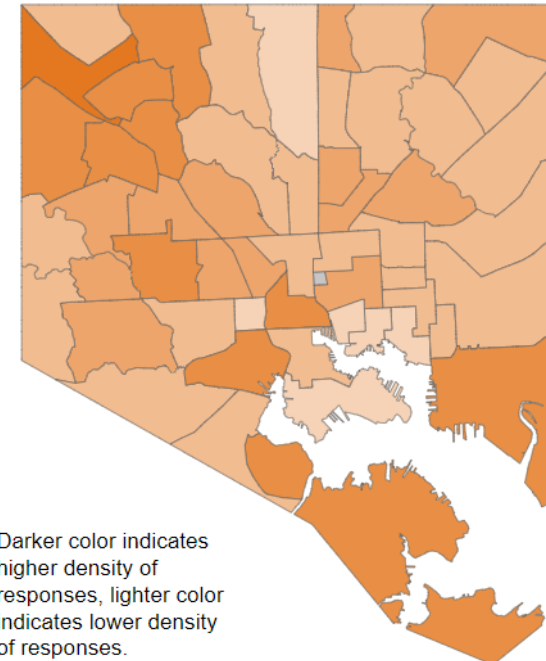 Darker color indicates
higher density of
responses, lighter color
indicates lower density
of responses.